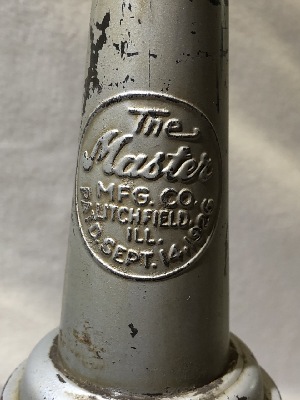 The
Master
MFG. CO.
LITCHFIELD,
ILL.
PAT'D. SEPT. 14, 1926